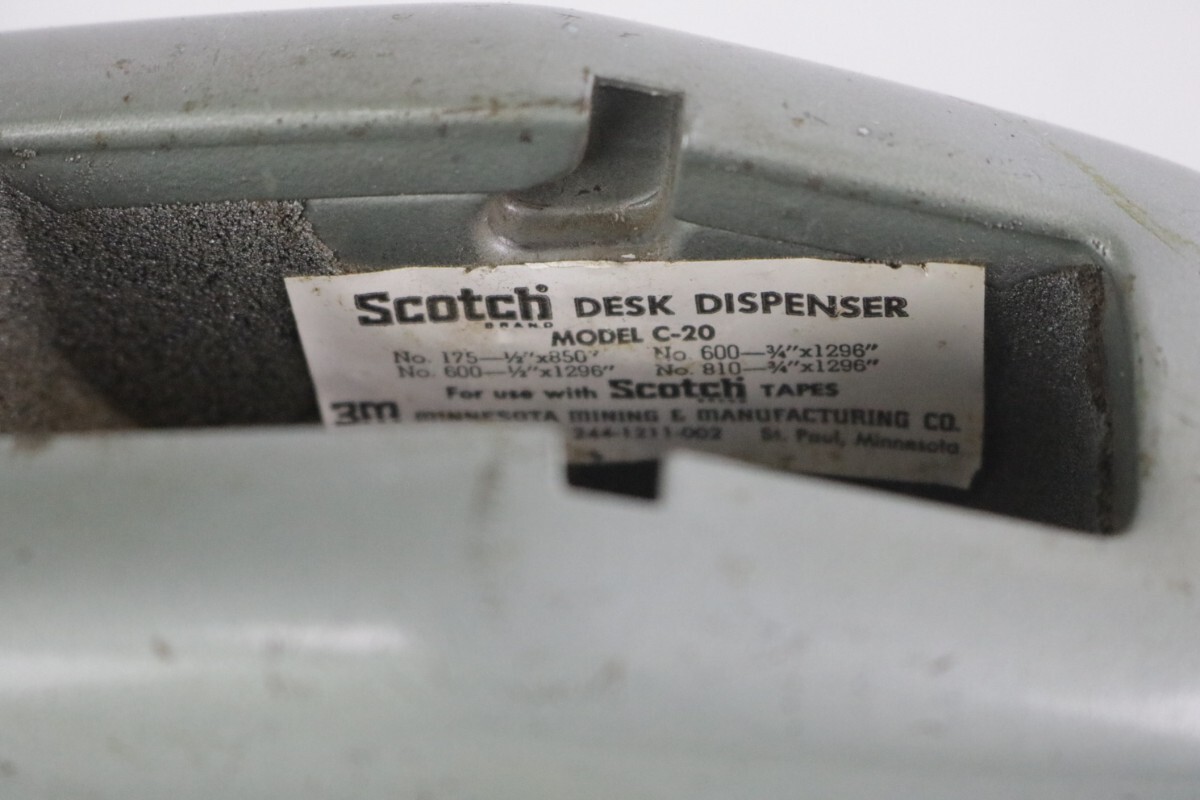 Scotch DESK DISPENSER
BRAND
MODEL C-20
No. 175—½"x850" No. 600—¾"x1296"
No. 600—½"x1296" No. 810—¾"x1296"
For use with Scotch TAPES
BRAND
3M MINNESOTA MINING & MANUFACTURING CO.
244-1211-002 St. Paul, Minnesota